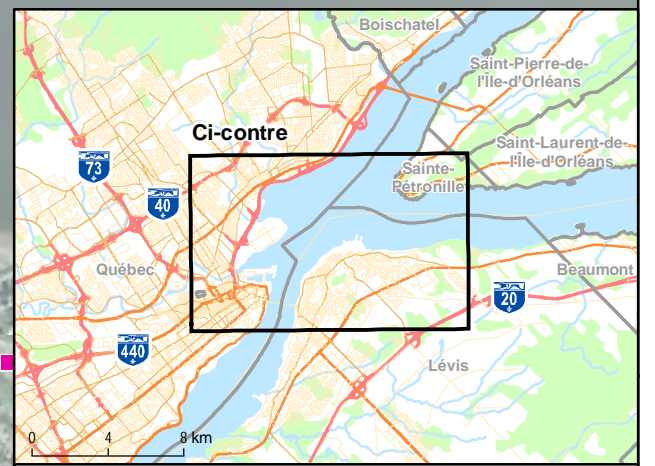 Boischatel
Saint-Pierre-de-
l'Île-d'Orléans
Ci-contre
Saint-Laurent-de-
l'Île-d'Orléans
73
Sainte-
Pétronille
40
Québec
Beaumont
20
440
Lévis
0 4 8 km